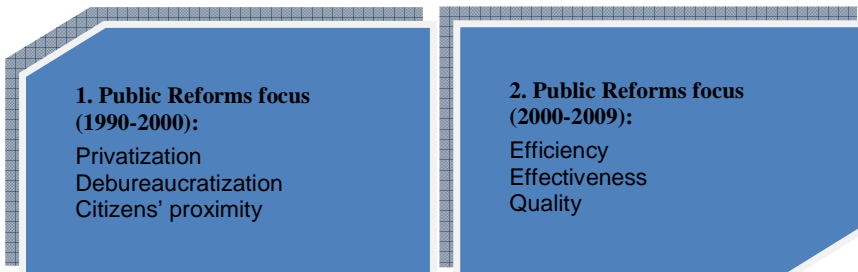 1. Public Reforms focus
(1990-2000):
Privatization
Debureaucratization
Citizens’ proximity
2. Public Reforms focus
(2000-2009):
Efficiency
Effectiveness
Quality